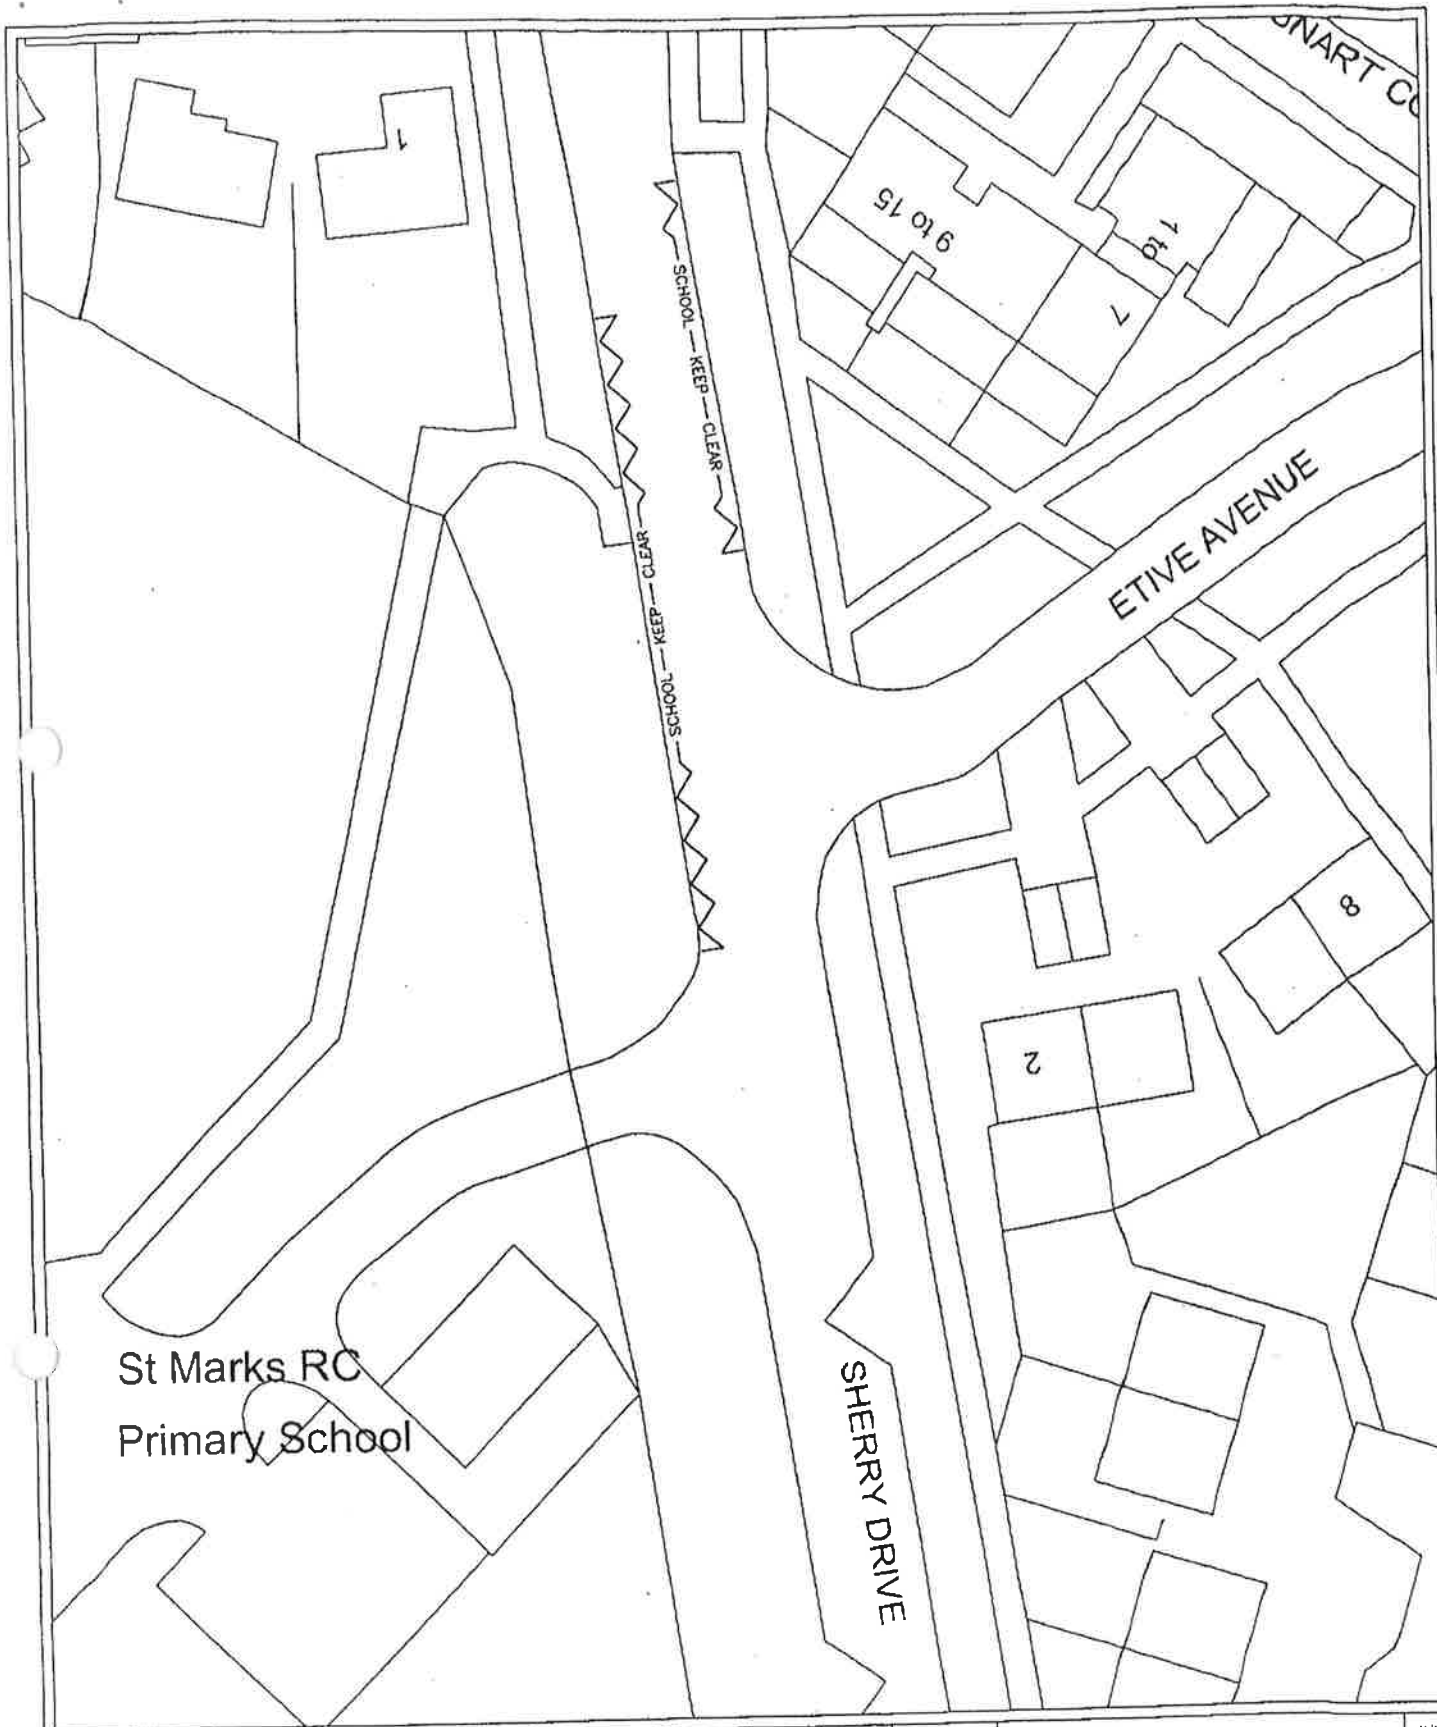 1
9 to 15
1 to
7
SCHOOL — KEEP — CLEAR
SCHOOL — KEEP — CLEAR
ETIVE AVENUE
8
2
St Marks RC
Primary School
SHERRY DRIVE